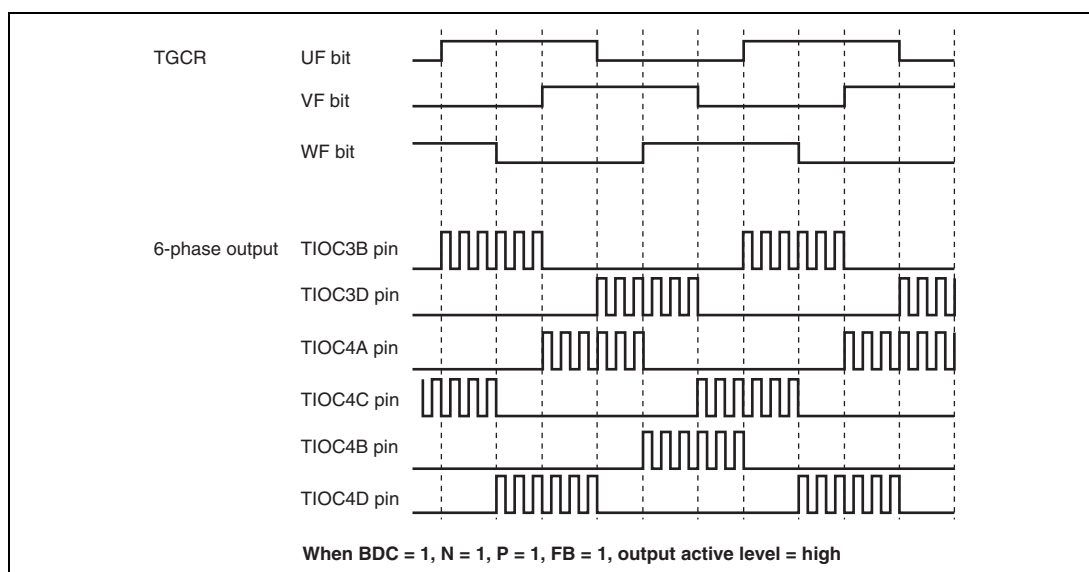 TGCR UF bit
VF bit
WF bit
6-phase output TIOC3B pin
TIOC3D pin
TIOC4A pin
TIOC4C pin
TIOC4B pin
TIOC4D pin
When BDC = 1, N = 1, P = 1, FB = 1, output active level = high